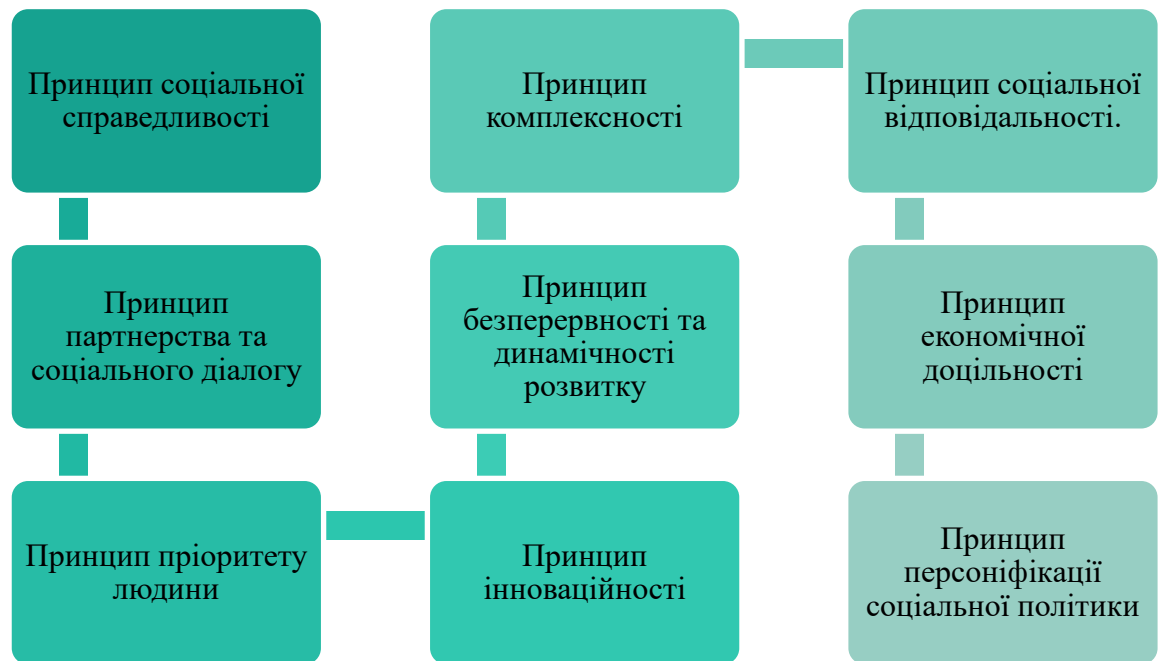 Принцип соціальної
справедливості
Принцип
партнерства та
соціального діалогу
Принцип пріоритету
людини
Принцип
інноваційності
Принцип
безперервності та
динамічності
розвитку
Принцип
комплексності
Принцип соціальної
відповідальності.
Принцип
економічної
доцільності
Принцип
персоніфікації
соціальної політики